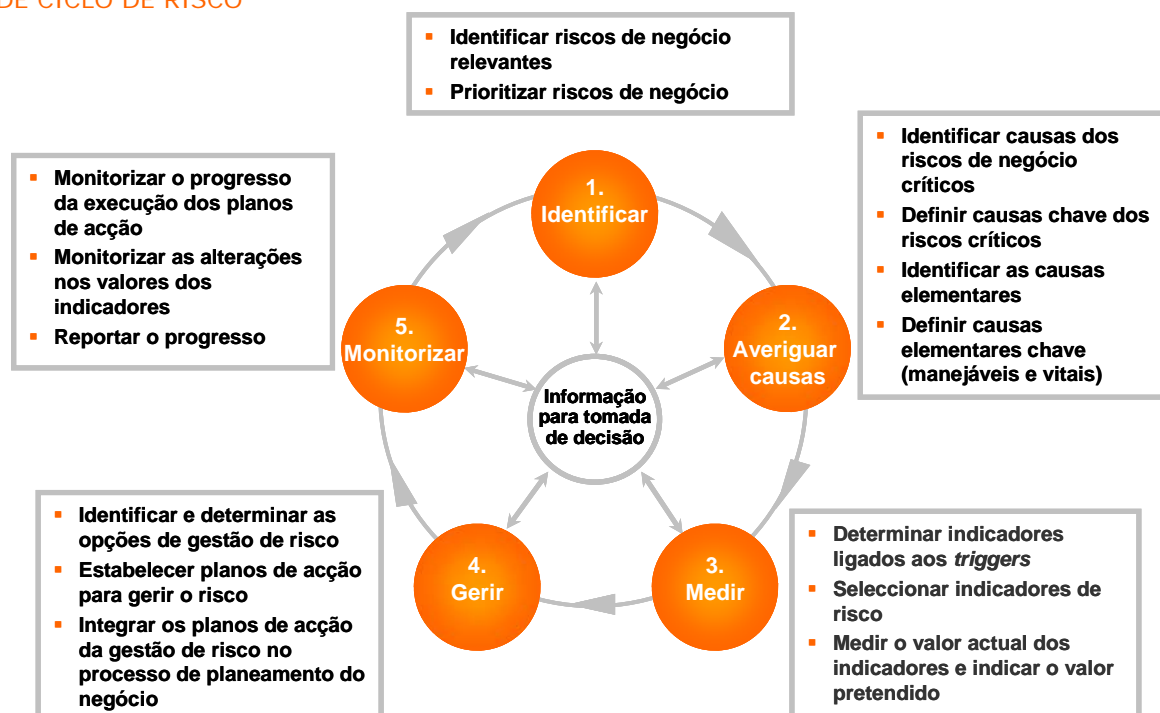 DE CICLO DE RISCO
▪ Identificar riscos de negócio
relevantes
▪ Prioritizar riscos de negócio
▪ Identificar causas dos
riscos de negócio
críticos
▪ Definir causas chave dos
riscos críticos
▪ Identificar as causas
elementares
▪ Definir causas
elementares chave
(manejáveis e vitais)
▪ Monitorizar o progresso
da execução dos planos
de acção
▪ Monitorizar as alterações
nos valores dos
indicadores
▪ Reportar o progresso
1.
Identificar
2.
Averiguar
causas
5.
Monitorizar
Informação
para tomada
de decisão
4.
Gerir
3.
Medir
▪ Identificar e determinar as
opções de gestão de risco
▪ Estabelecer planos de acção
para gerir o risco
▪ Integrar os planos de acção
da gestão de risco no
processo de planeamento do
negócio
▪ Determinar indicadores
ligados aos triggers
▪ Seleccionar indicadores de
risco
▪ Medir o valor actual dos
indicadores e indicar o valor
pretendido